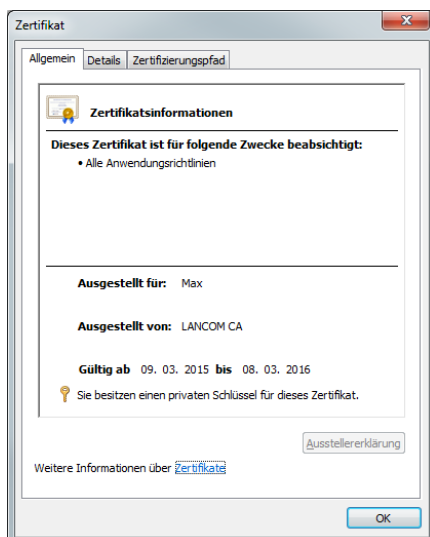 Zertifikat
Allgemein Details Zertifizierungspfad
Zertifikatsinformationen
Dieses Zertifikat ist für folgende Zwecke beabsichtigt:
• Alle Anwendungsrichtlinien
Ausgestellt für: Max
Ausgestellt von: LANCOM CA
Gültig ab 09. 03. 2015 bis 08. 03. 2016
Sie besitzen einen privaten Schlüssel für dieses Zertifikat.
Ausstellererklärung
Weitere Informationen über Zertifikate
OK